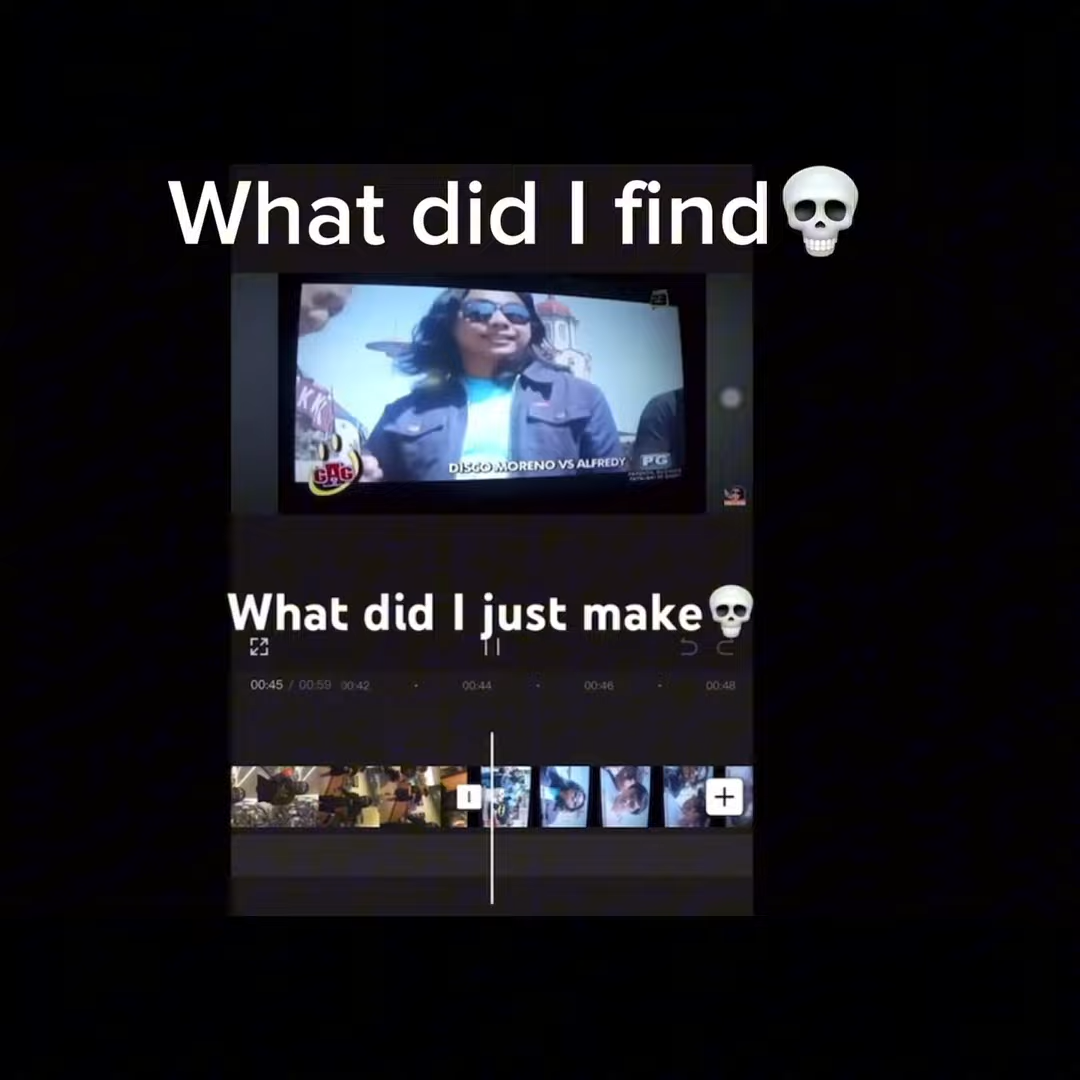 What did I find💀
GAG
DISCO MORENO VS ALFREDY
PG
What did I just make💀
00:45 / 00:59 00:42 00:44 00:46 00:48